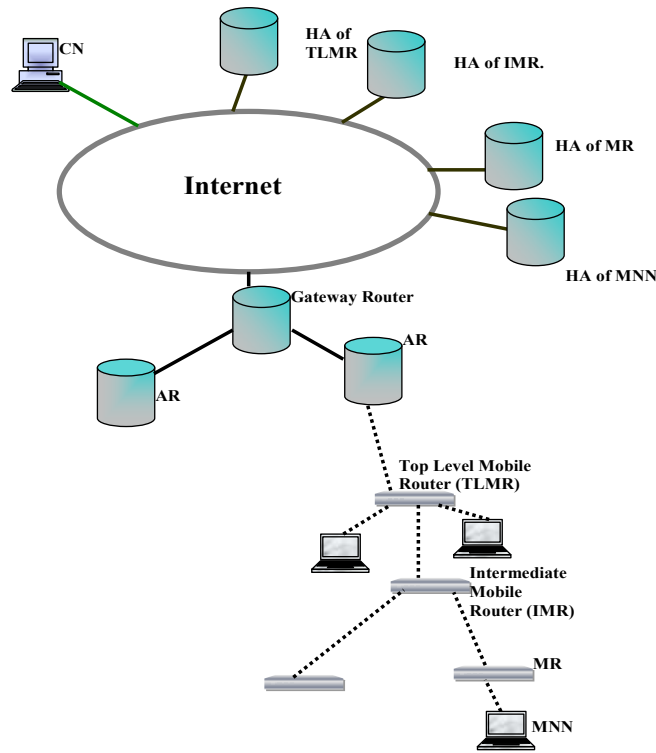 CN
HA of
TLMR
HA of IMR.
HA of MR
Internet
HA of MNN
Gateway Router
AR
AR
Top Level Mobile
Router (TLMR)
Intermediate
Mobile
Router (IMR)
MR
MNN